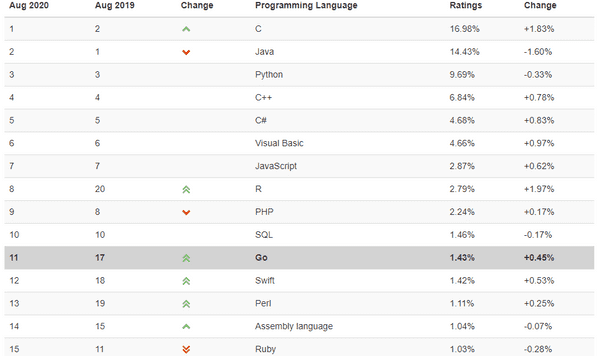 Aug 2020 Aug 2019 Change Programming Language Ratings Change
1 2 C 16.98% +1.83%
2 1 Java 14.43% -1.60%
3 3 Python 9.69% -0.33%
4 4 C++ 6.84% +0.78%
5 5 C# 4.68% +0.83%
6 6 Visual Basic 4.66% +0.97%
7 7 JavaScript 2.87% +0.62%
8 20 R 2.79% +1.97%
9 8 PHP 2.24% +0.17%
10 10 SQL 1.46% -0.17%
11 17 Go 1.43% +0.45%
12 18 Swift 1.42% +0.53%
13 19 Perl 1.11% +0.25%
14 15 Assembly language 1.04% -0.07%
15 11 Ruby 1.03% -0.28%